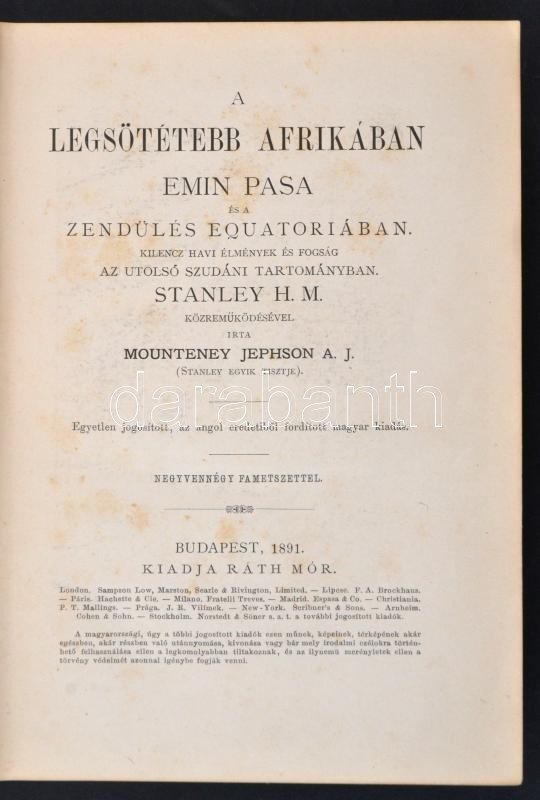 A
LEGSÖTÉTEBB AFRIKÁBAN
EMIN PASA
ÉS A
ZENDÜLÉS EQUATORIÁBAN.
KILENCZ HAVI ÉLMÉNYEK ÉS FOGSÁG
AZ UTOLSÓ SZUDÁNI TARTOMÁNYBAN.
STANLEY H. M.
KÖZREMŰKÖDÉSÉVEL
IRTA
MOUNTENEY JEPHSON A. J.
(STANLEY EGYIK TISZTJE).
darabanth
Egyetlen jogosított, az angol eredetiből fordított magyar kiadás.
NEGYVENNÉGY FAMETSZETTEL.
BUDAPEST, 1891.
KIADJA RÁTH MÓR.
London. Sampson Low, Marston, Searle & Rivington, Limited. — Lipcse. F. A. Brockhaus.
— Páris. Hachette & Cie. — Milano. Fratelli Treves. — Madrid. Espasa & Co. — Christiania.
P. T. Mallings. — Prága. J. R. Vilímek. — New-York. Scribner's & Sons. — Arnheim.
Cohen & Sohn. — Stockholm. Norstedt & Söner s. a. t. a további jogosított kiadók.
A magyarországi, úgy a többi jogosított kiadók ezen műnek, képeinek, térképének akár
egészben, akár részben való utánnyomása, kivonása vagy bár mely irodalmi czélokra történ-
hető felhasználása ellen a legkomolyabban tiltakoznak, és az ilynemű merényletek ellen a
törvény védelmét azonnal igénybe fogják venni.